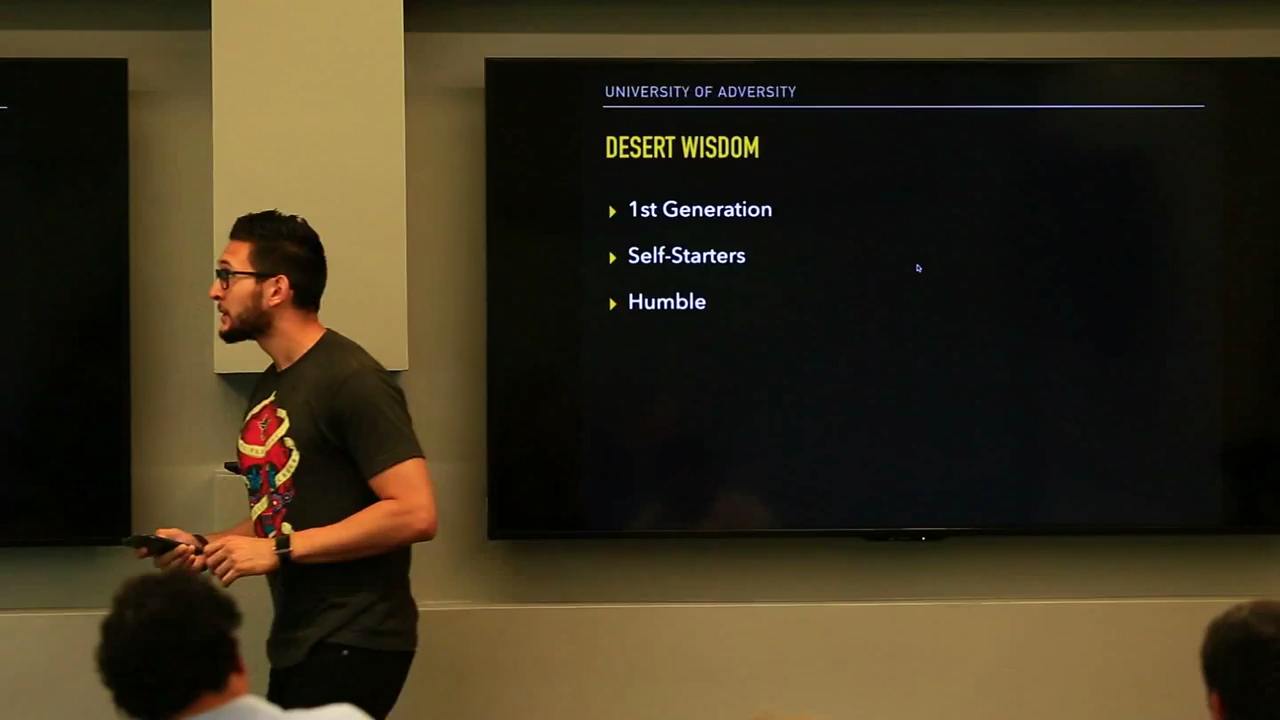 UNIVERSITY OF ADVERSITY
DESERT WISDOM
1st Generation
Self-Starters
Humble